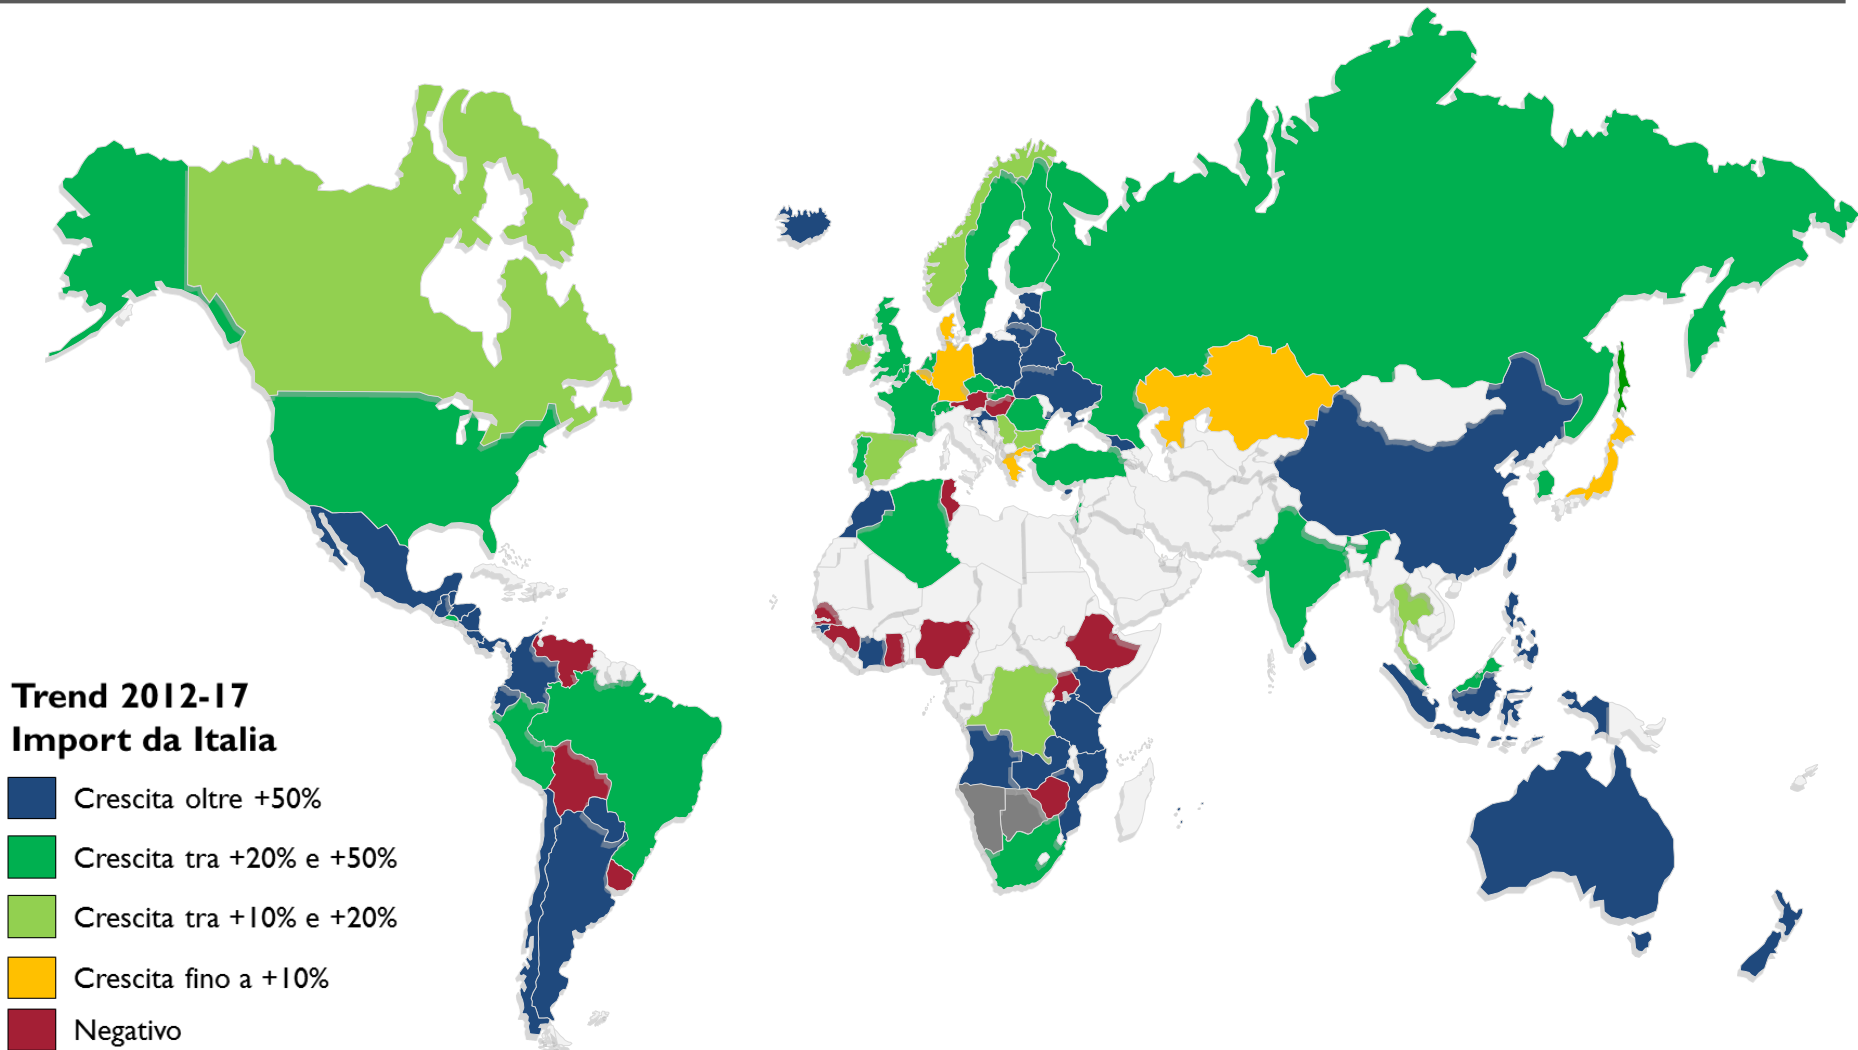 Trend 2012-17
Import da Italia
Crescita oltre +50%
Crescita tra +20% e +50%
Crescita tra +10% e +20%
Crescita fino a +10%
Negativo